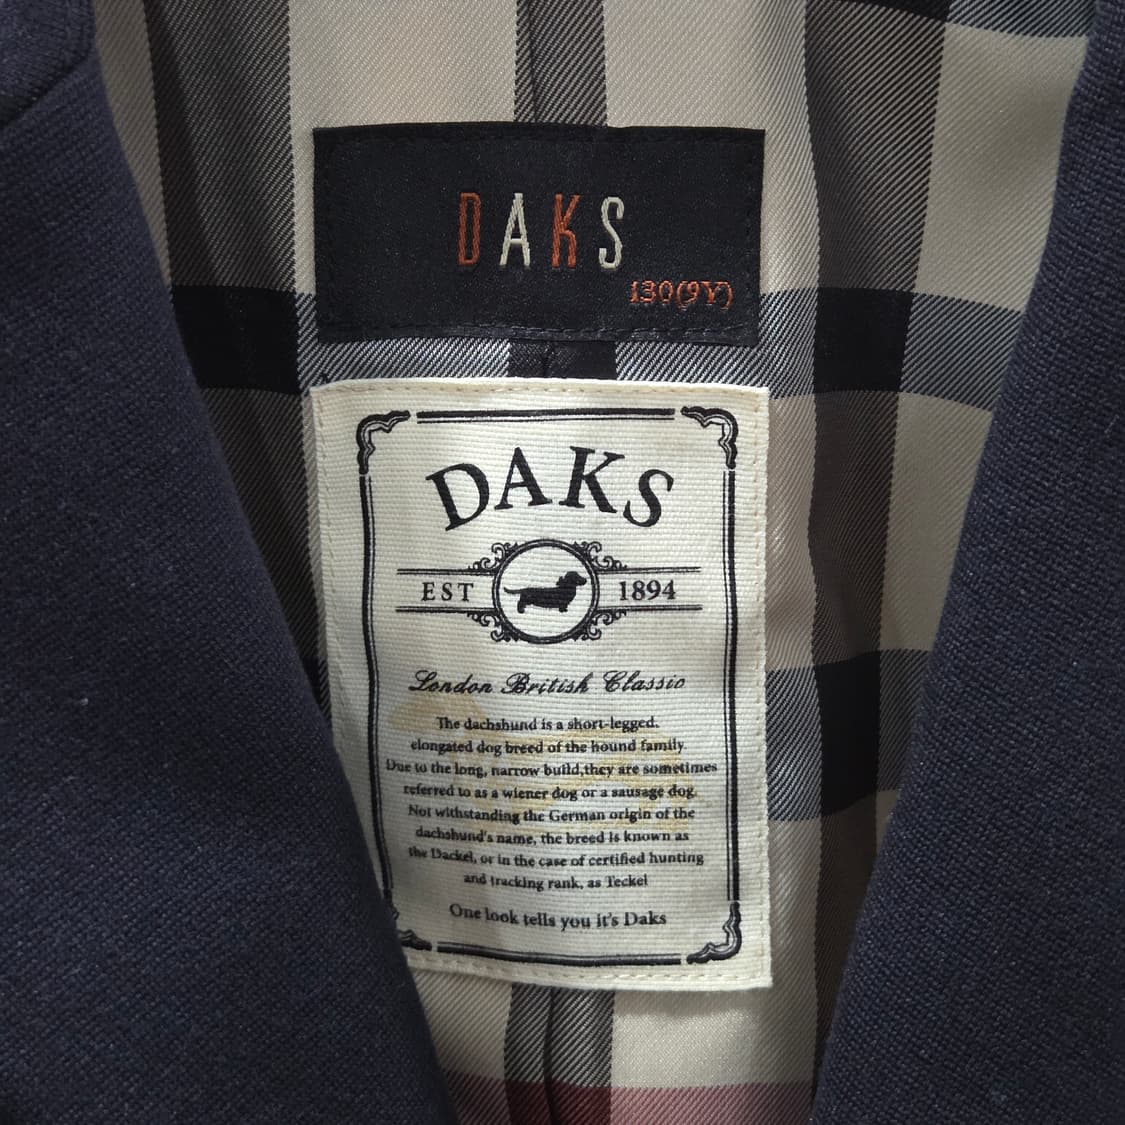 DAKS
130(9Y)
DAKS
EST 1894
London British Classic
The dachshund is a short-legged.
elongated dog breed of the hound family.
Due to the long, narrow build,they are sometimes
referred to as a wiener dog or a sausage dog.
Not withstanding the German origin of the
dachshund's name, the breed is known as
the Dackel, or in the case of certified hunting
and tracking rank, as Teckel
One look tells you it's Daks